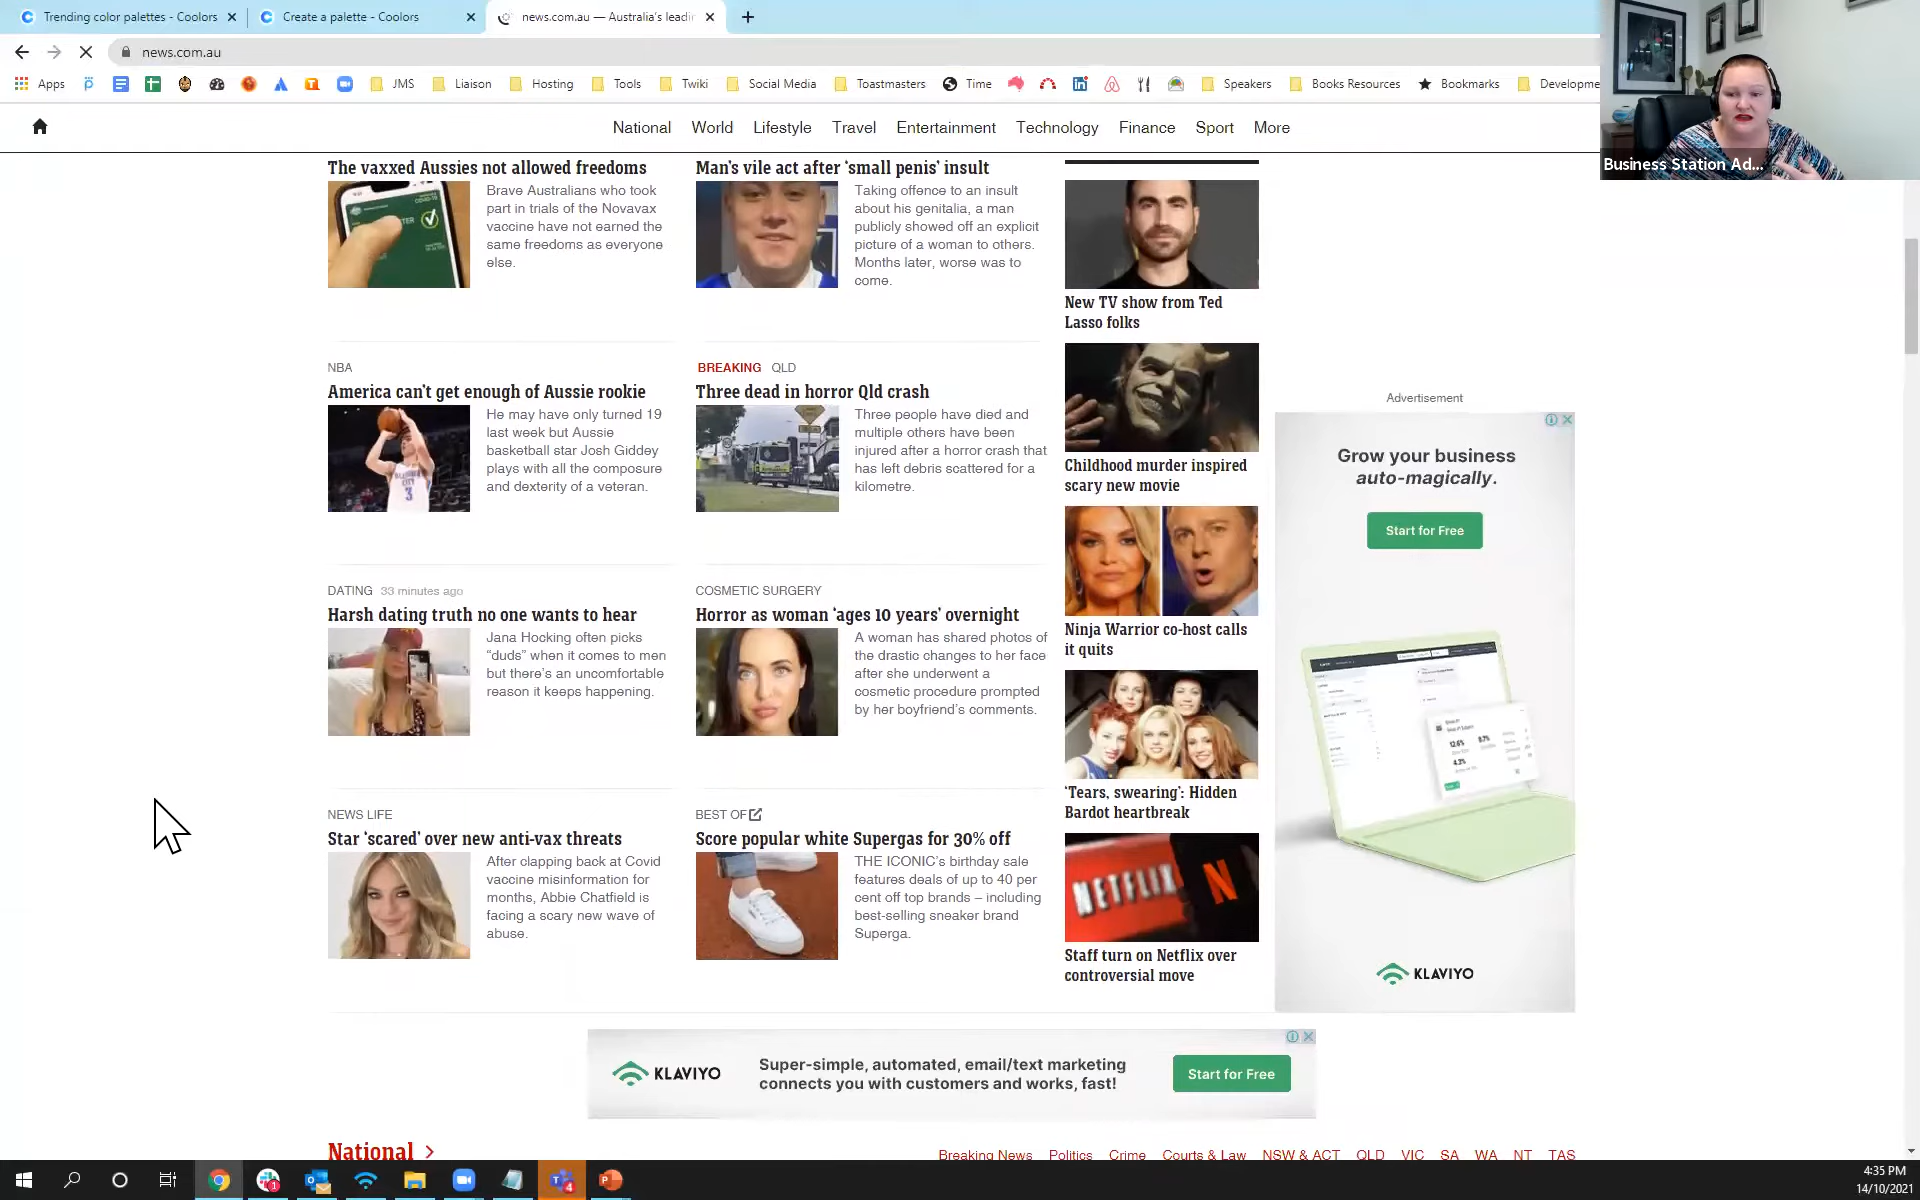 Trending color palettes - Coolors
Create a palette - Coolors
news.com.au — Australia's leadin
news.com.au
Apps
JMS
Liaison
Hosting
Tools
Twiki
Social Media
Toastmasters
Time
Speakers
Books Resources
Bookmarks
Developme
Business Station Ad...
National
World
Lifestyle
Travel
Entertainment
Technology
Finance
Sport
More
The vaxxed Aussies not allowed freedoms
Brave Australians who took
part in trials of the Novavax
vaccine have not earned the
same freedoms as everyone
else.
Man's vile act after 'small penis' insult
Taking offence to an insult
about his genitalia, a man
publicly showed off an explicit
picture of a woman to others.
Months later, worse was to
come.
New TV show from Ted
Lasso folks
NBA
America can't get enough of Aussie rookie
He may have only turned 19
last week but Aussie
basketball star Josh Giddey
plays with all the composure
and dexterity of a veteran.
BREAKING QLD
Three dead in horror Qld crash
Three people have died and
multiple others have been
injured after a horror crash that
has left debris scattered for a
kilometre.
Childhood murder inspired
scary new movie
DATING 33 minutes ago
Harsh dating truth no one wants to hear
Jana Hocking often picks
“duds” when it comes to men
but there's an uncomfortable
reason it keeps happening.
COSMETIC SURGERY
Horror as woman 'ages 10 years' overnight
A woman has shared photos of
the drastic changes to her face
after she underwent a
cosmetic procedure prompted
by her boyfriend's comments.
Ninja Warrior co-host calls
it quits
'Tears, swearing': Hidden
Bardot heartbreak
NEWS LIFE
Star 'scared' over new anti-vax threats
After clapping back at Covid
vaccine misinformation for
months, Abbie Chatfield is
facing a scary new wave of
abuse.
BEST OF
Score popular white Supergas for 30% off
THE ICONIC's birthday sale
features deals of up to 40 per
cent off top brands – including
best-selling sneaker brand
Superga.
NETFLIX
N
Staff turn on Netflix over
controversial move
Advertisement
Grow your business
auto-magically.
Start for Free
KLAVIYO
KLAVIYO
Super-simple, automated, email/text marketing
connects you with customers and works, fast!
Start for Free
National
Breaking News
Politics
Crime
Courts & Law
NSW & ACT
QLD
VIC
SA
WA
NT
TAS
4:35 PM
14/10/2021